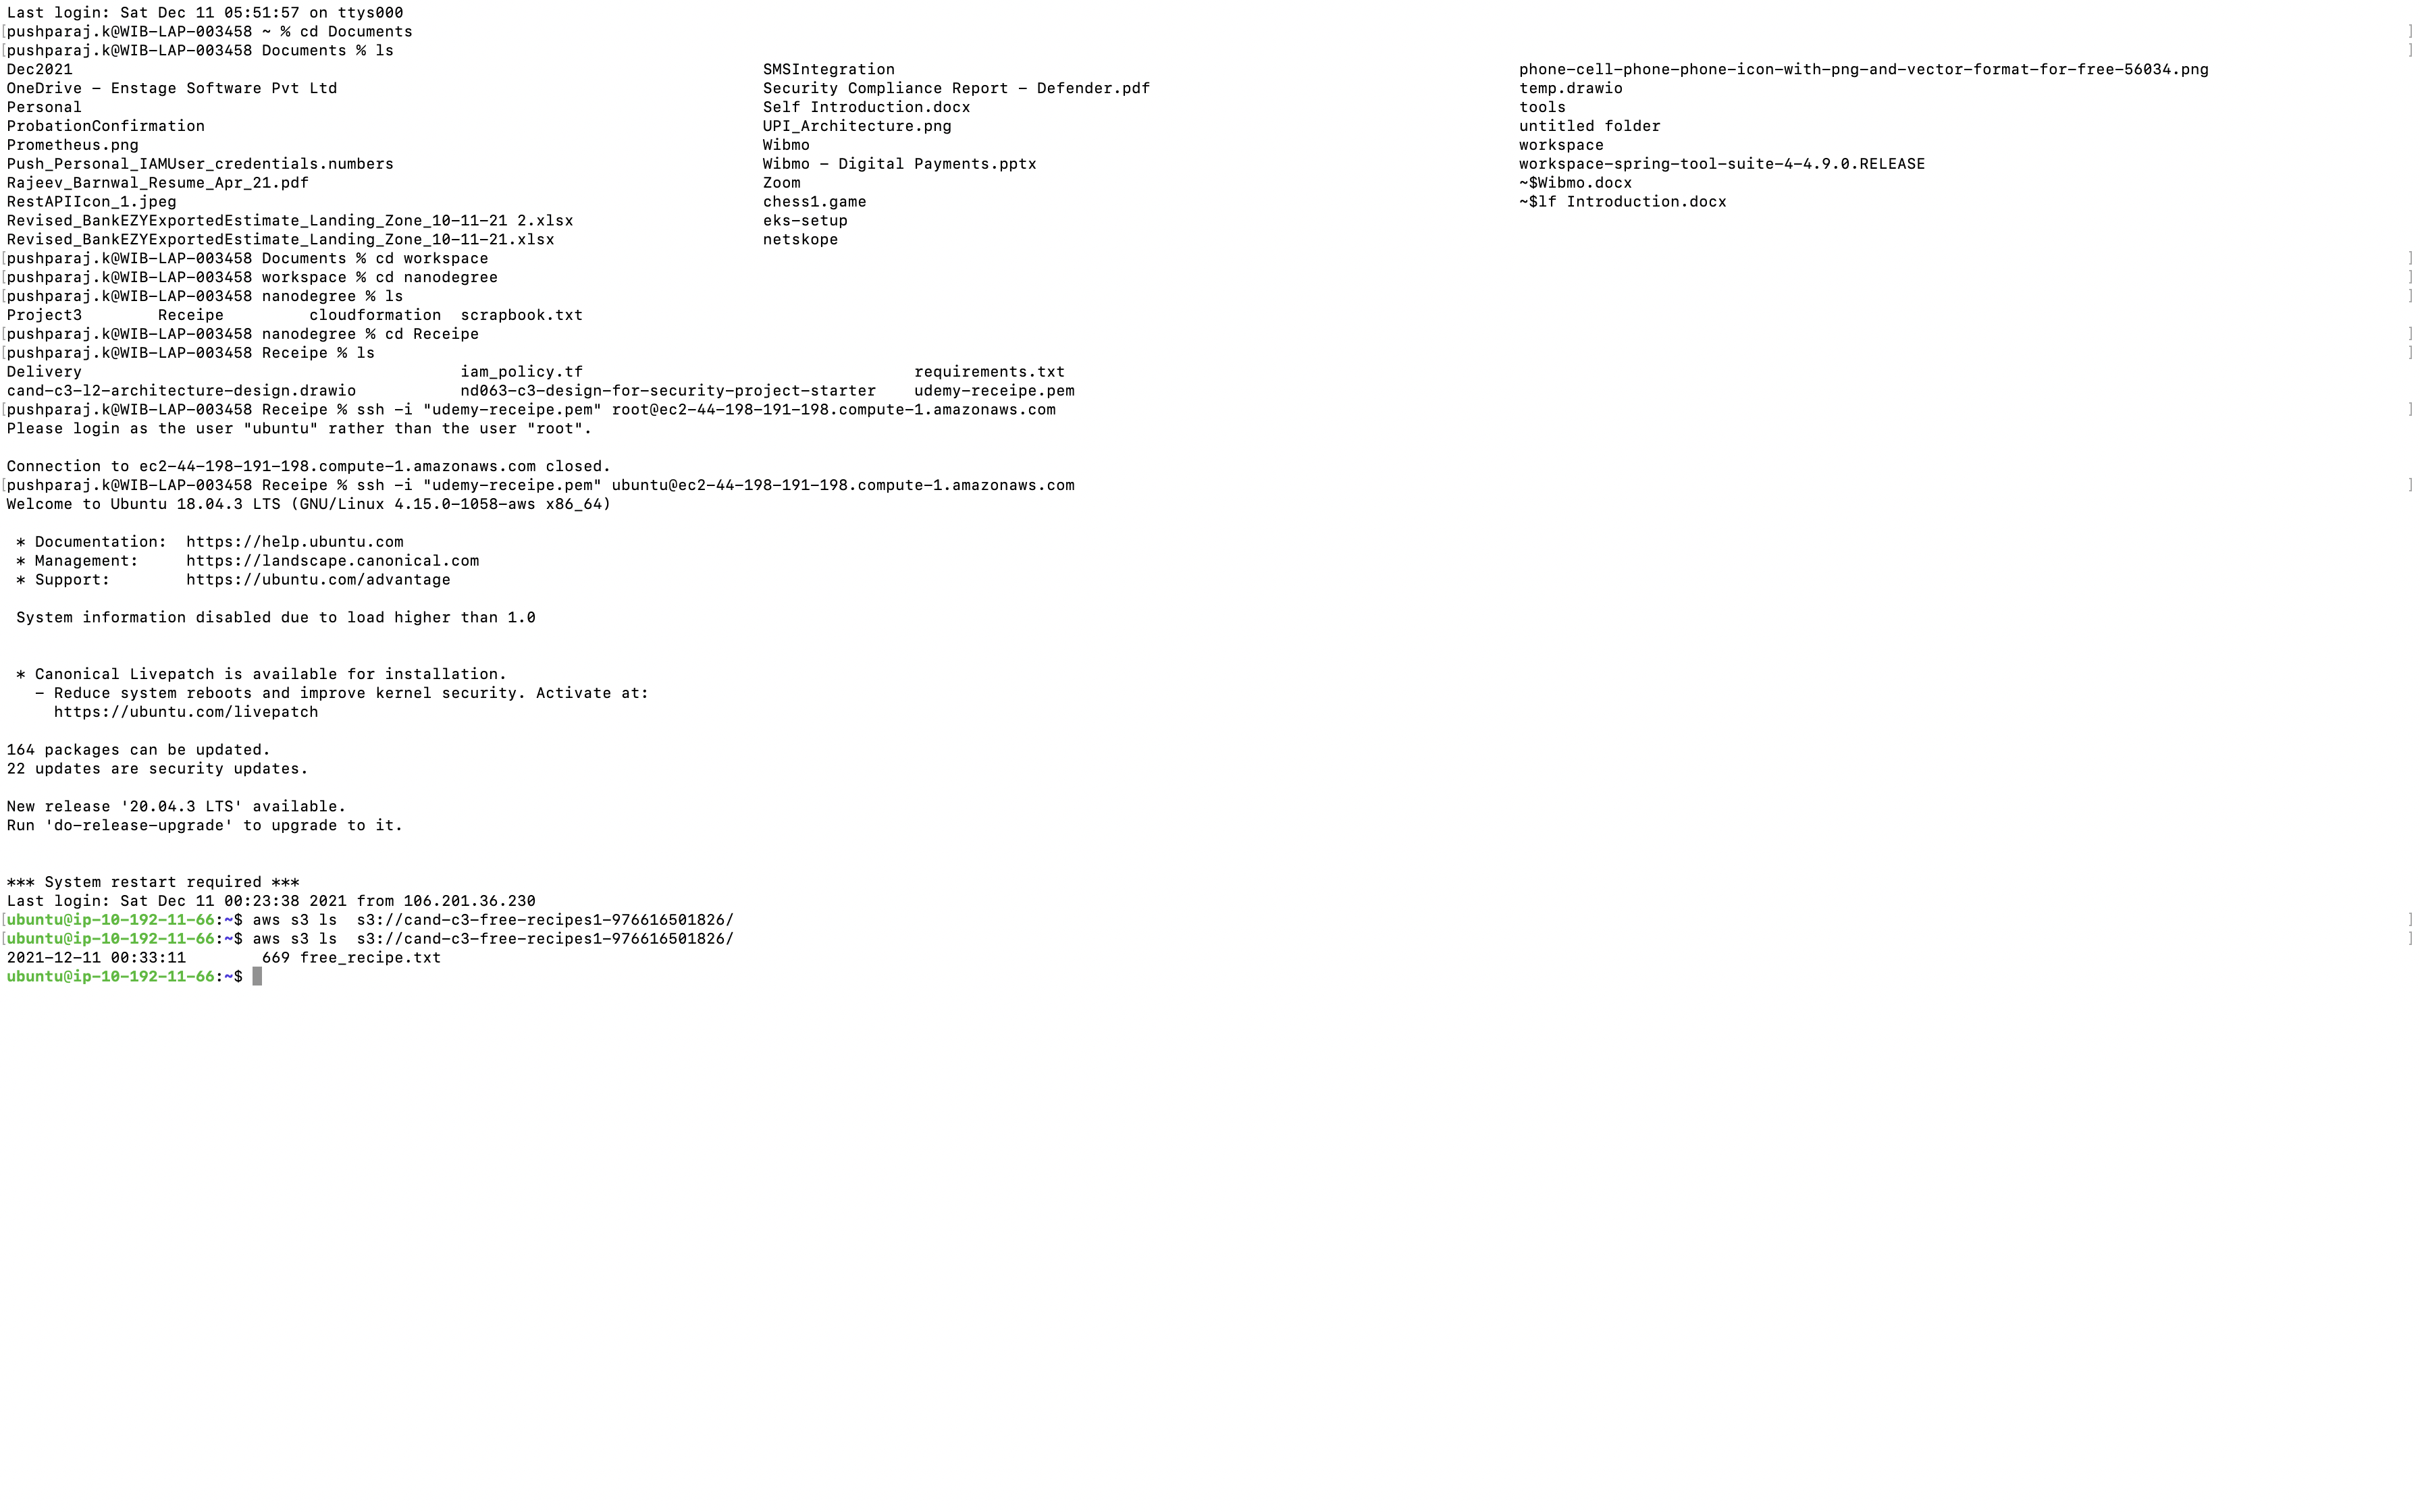 Last login: Sat Dec 11 05:51:57 on ttys000
[pushparaj.k@WIB-LAP-003458 ~ % cd Documents ]
[pushparaj.k@WIB-LAP-003458 Documents % ls ]
Dec2021 SMSIntegration phone-cell-phone-phone-icon-with-png-and-vector-format-for-free-56034.png
OneDrive - Enstage Software Pvt Ltd Security Compliance Report - Defender.pdf temp.drawio
Personal Self Introduction.docx tools
ProbationConfirmation UPI_Architecture.png untitled folder
Prometheus.png Wibmo workspace
Push_Personal_IAMUser_credentials.numbers Wibmo - Digital Payments.pptx workspace-spring-tool-suite-4-4.9.0.RELEASE
Rajeev_Barnwal_Resume_Apr_21.pdf Zoom ~$Wibmo.docx
RestAPIIcon_1.jpeg chess1.game ~$lf Introduction.docx
Revised_BankEZYExportedEstimate_Landing_Zone_10-11-21 2.xlsx eks-setup
Revised_BankEZYExportedEstimate_Landing_Zone_10-11-21.xlsx netskope
[pushparaj.k@WIB-LAP-003458 Documents % cd workspace ]
[pushparaj.k@WIB-LAP-003458 workspace % cd nanodegree ]
[pushparaj.k@WIB-LAP-003458 nanodegree % ls ]
Project3 Receipe cloudformation scrapbook.txt
[pushparaj.k@WIB-LAP-003458 nanodegree % cd Receipe ]
[pushparaj.k@WIB-LAP-003458 Receipe % ls ]
Delivery iam_policy.tf requirements.txt
cand-c3-l2-architecture-design.drawio nd063-c3-design-for-security-project-starter udemy-receipe.pem
[pushparaj.k@WIB-LAP-003458 Receipe % ssh -i "udemy-receipe.pem" root@ec2-44-198-191-198.compute-1.amazonaws.com ]
Please login as the user "ubuntu" rather than the user "root".
Connection to ec2-44-198-191-198.compute-1.amazonaws.com closed.
[pushparaj.k@WIB-LAP-003458 Receipe % ssh -i "udemy-receipe.pem" ubuntu@ec2-44-198-191-198.compute-1.amazonaws.com ]
Welcome to Ubuntu 18.04.3 LTS (GNU/Linux 4.15.0-1058-aws x86_64)
* Documentation: https://help.ubuntu.com
* Management: https://landscape.canonical.com
* Support: https://ubuntu.com/advantage
System information disabled due to load higher than 1.0
* Canonical Livepatch is available for installation.
- Reduce system reboots and improve kernel security. Activate at:
https://ubuntu.com/livepatch
164 packages can be updated.
22 updates are security updates.
New release '20.04.3 LTS' available.
Run 'do-release-upgrade' to upgrade to it.
*** System restart required ***
Last login: Sat Dec 11 00:23:38 2021 from 106.201.36.230
[ubuntu@ip-10-192-11-66:~$ aws s3 ls  s3://cand-c3-free-recipes1-976616501826/ ]
[ubuntu@ip-10-192-11-66:~$ aws s3 ls  s3://cand-c3-free-recipes1-976616501826/ ]
2021-12-11 00:33:11 669 free_recipe.txt
ubuntu@ip-10-192-11-66:~$